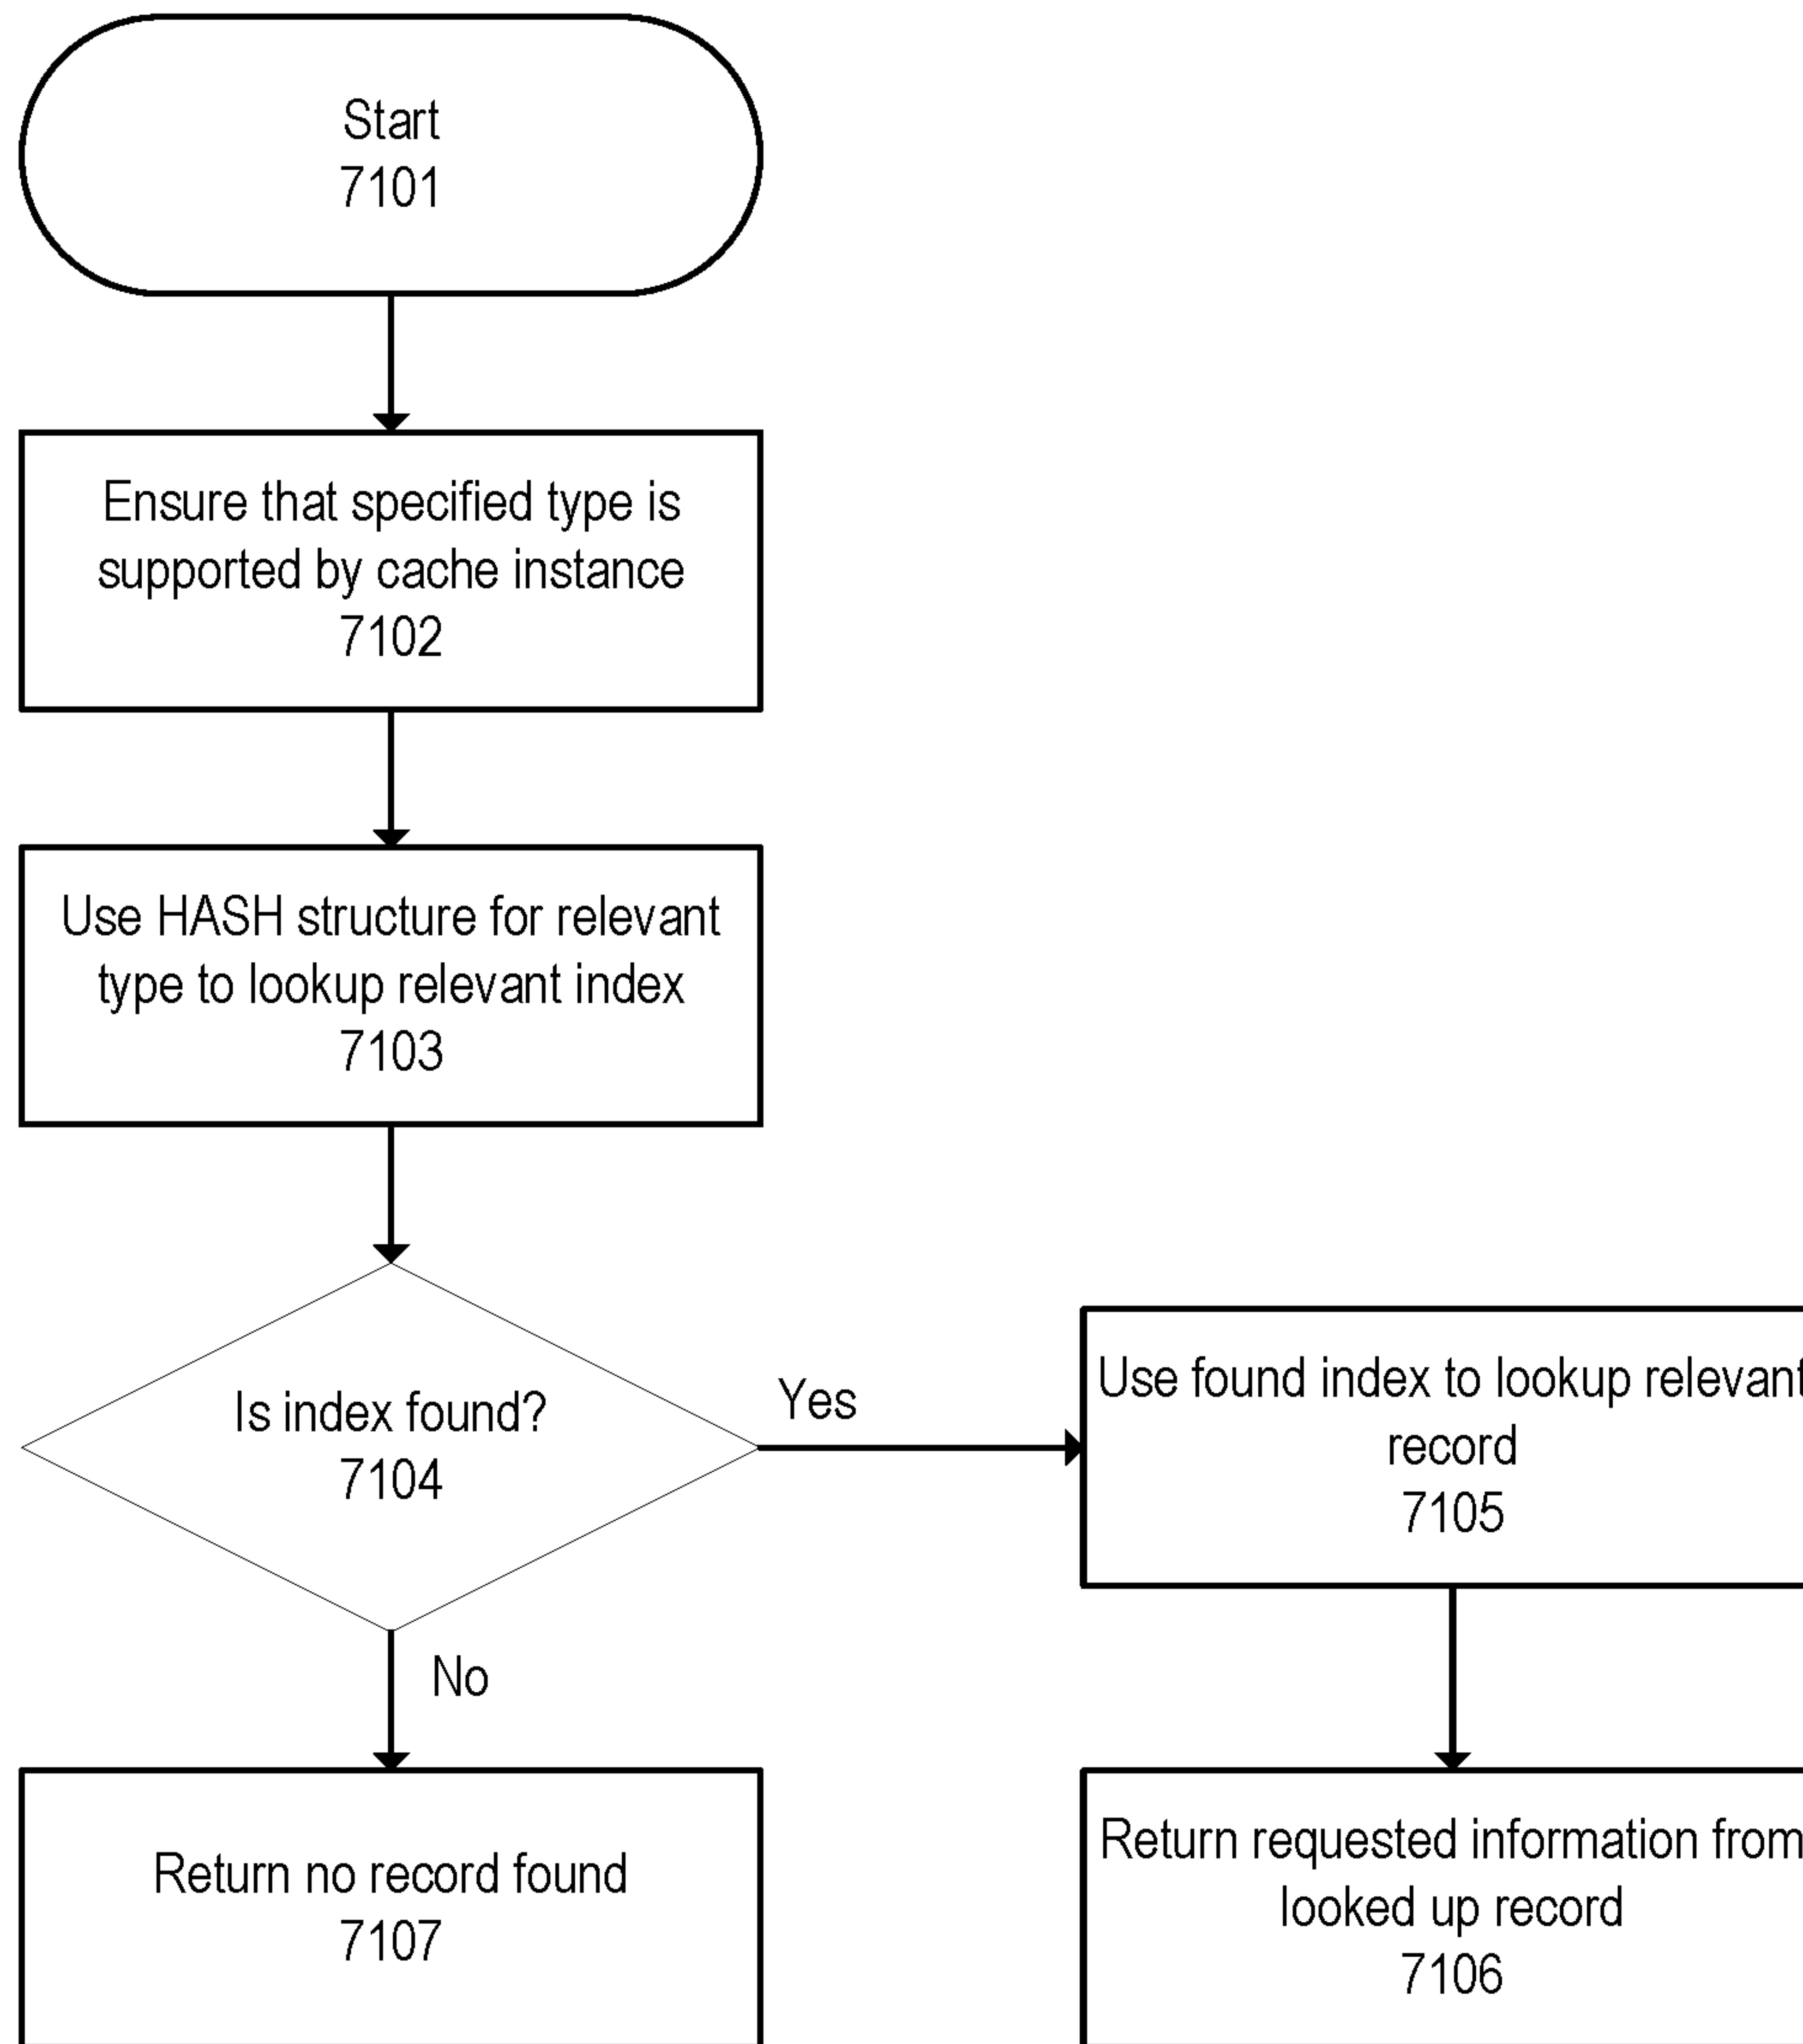 Start
7101
Ensure that specified type is
supported by cache instance
7102
Use HASH structure for relevant
type to lookup relevant index
7103
Is index found?
7104
Yes
Use found index to lookup relevant
record
7105
No
Return no record found
7107
Return requested information from
looked up record
7106